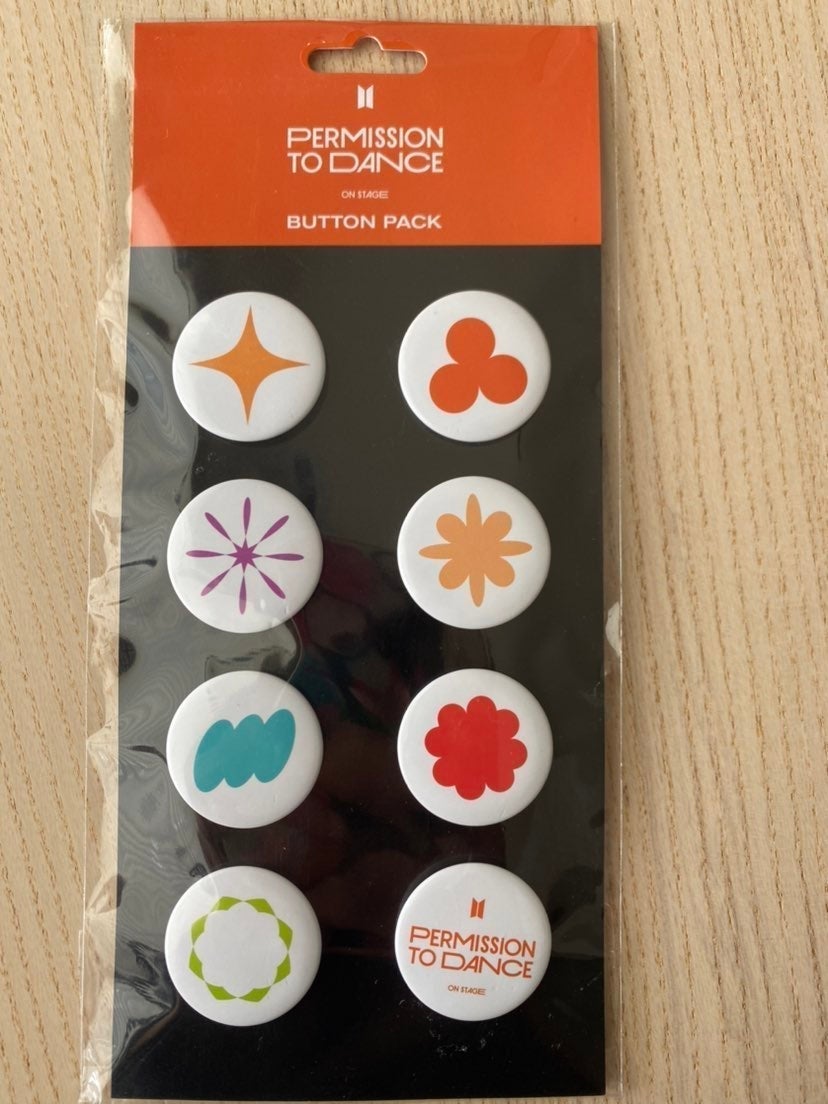 PERMISSION
TO DANCE
ON STAGE
BUTTON PACK
PERMISSION
TO DANCE
ON STAGE